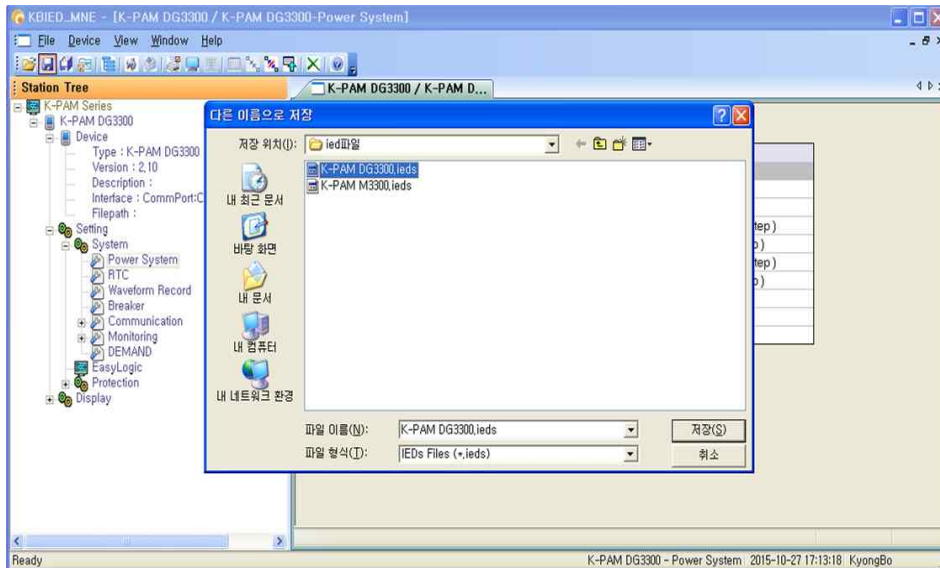 KBIED_MNE - [K-PAM DG3300 / K-PAM DG3300-Power System]
File Device View Window Help
Station Tree
K-PAM DG3300 / K-PAM D...
K-PAM Series
K-PAM DG3300
Device
Type : K-PAM DG3300
Version : 2,10
Description :
Interface : CommPort:C
Filepath :
Setting
System
Power System
RTC
Waveform Record
Breaker
Communication
Monitoring
DEMAND
EasyLogic
Protection
Display
다른 이름으로 저장
저장 위치(I):
ied파일
내 최근 문서
바탕 화면
내 문서
내 컴퓨터
내 네트워크 환경
K-PAM DG3300,ieds
K-PAM M3300,ieds
파일 이름(N):
K-PAM DG3300,ieds
저장(S)
파일 형식(T):
IEDs Files (*,ieds)
취소
tep )
p )
tep )
p )
Ready
K-PAM DG3300 - Power System 2015-10-27 17:13:18 KyongBo